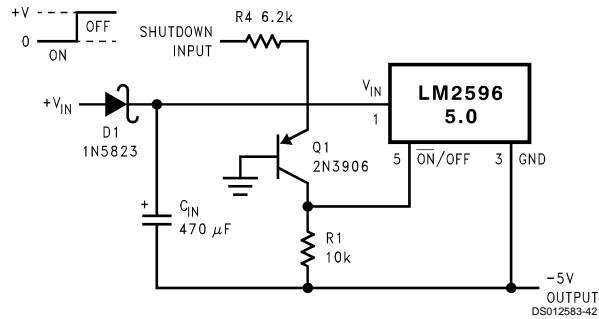 +V
OFF
0
ON
SHUTDOWN
INPUT
R4 6.2k
+VIN
D1
1N5823
VIN
1
LM2596
5.0
5
ON/OFF
3
GND
Q1
2N3906
+
CIN
470 μF
R1
10k
–5V
OUTPUT
DS012583-42